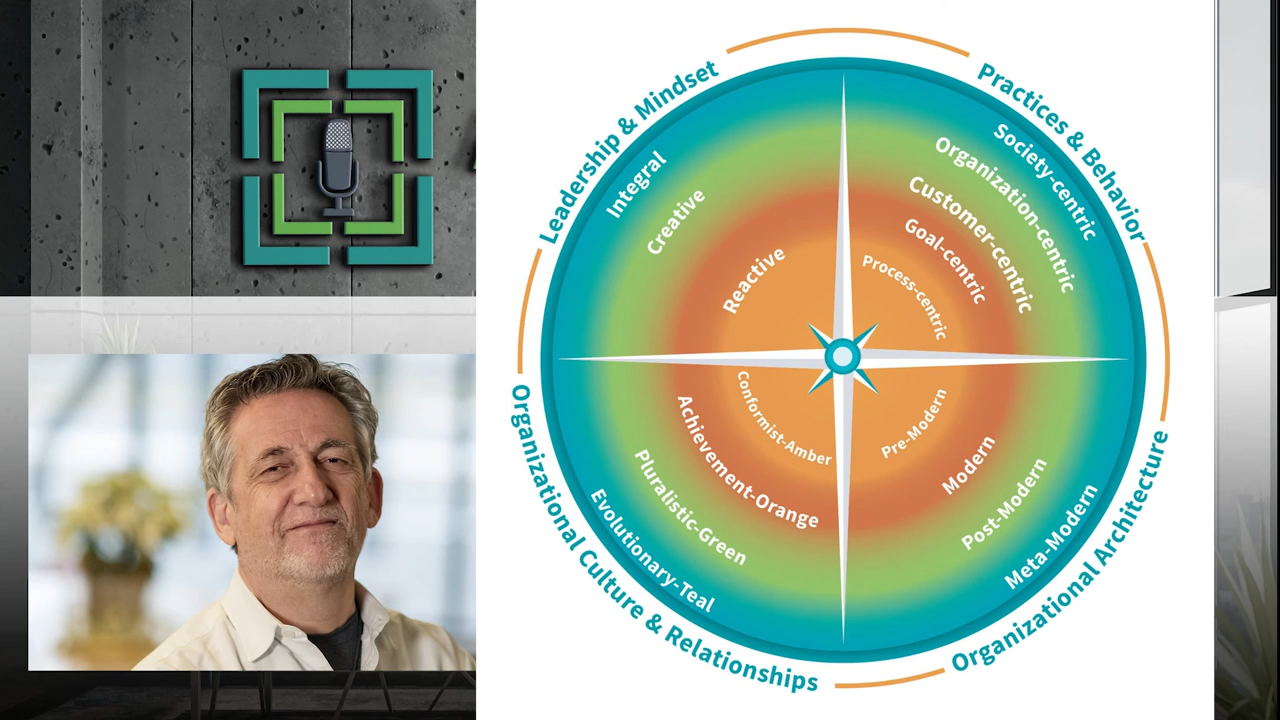 Leadership & Mindset
Integral
Creative
Reactive
Practices & Behavior
Society-centric
Organization-centric
Customer-centric
Goal-centric
Process-centric
Conformist-Amber
Achievement-Orange
Pluralistic-Green
Evolutionary-Teal
Organizational Culture & Relationships
Pre-Modern
Modern
Post-Modern
Meta-Modern
Organizational Architecture